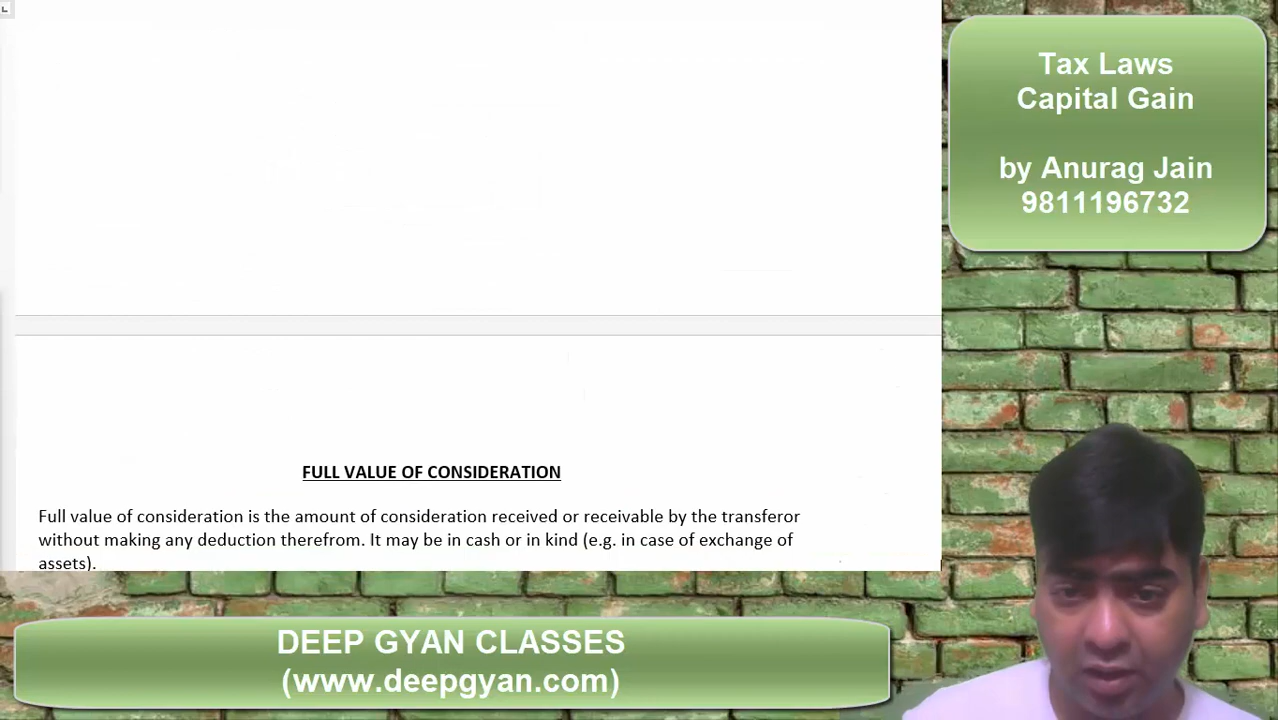 Tax Laws
Capital Gain
by Anurag Jain
9811196732
FULL VALUE OF CONSIDERATION
Full value of consideration is the amount of consideration received or receivable by the transferor
without making any deduction therefrom. It may be in cash or in kind (e.g. in case of exchange of
assets).
DEEP GYAN CLASSES
(www.deepgyan.com)